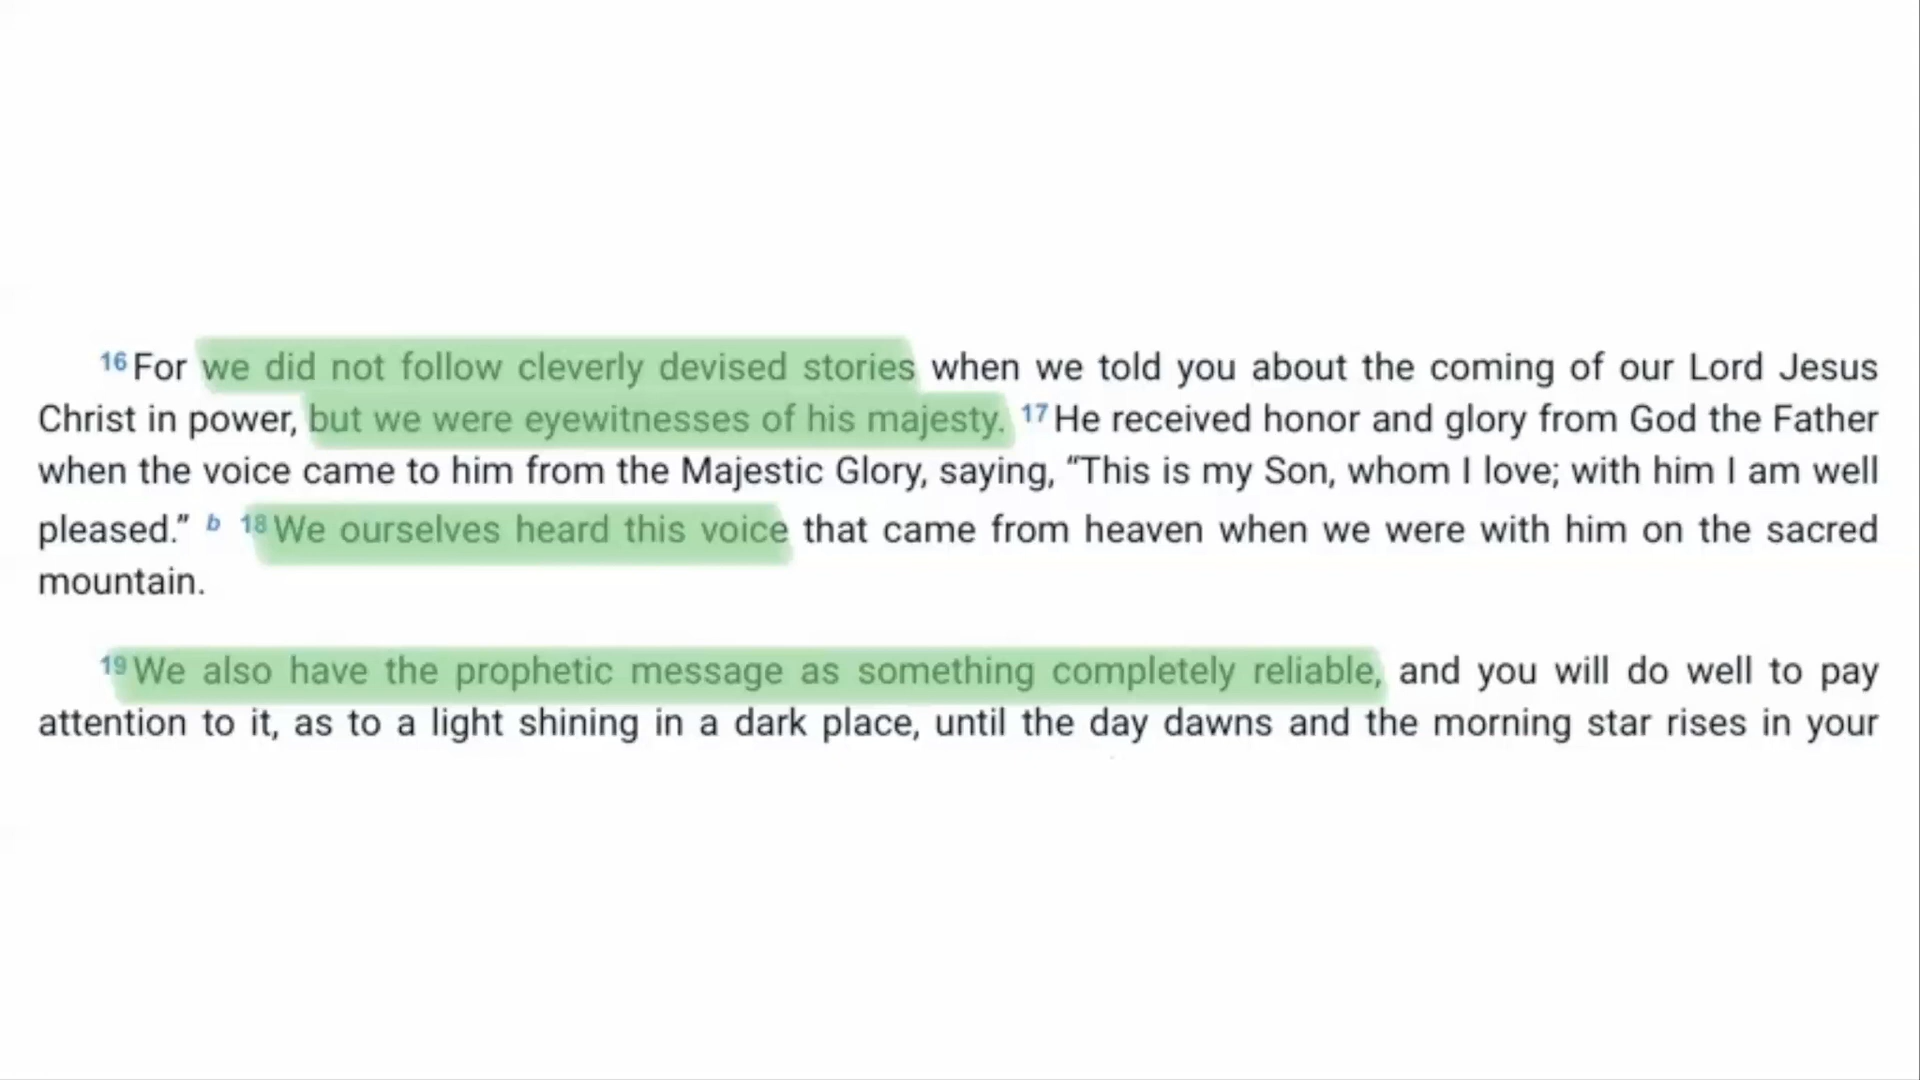 16 For we did not follow cleverly devised stories when we told you about the coming of our Lord Jesus
Christ in power, but we were eyewitnesses of his majesty. 17 He received honor and glory from God the Father
when the voice came to him from the Majestic Glory, saying, “This is my Son, whom I love; with him I am well
pleased.” b 18 We ourselves heard this voice that came from heaven when we were with him on the sacred
mountain.
19 We also have the prophetic message as something completely reliable, and you will do well to pay
attention to it, as to a light shining in a dark place, until the day dawns and the morning star rises in your